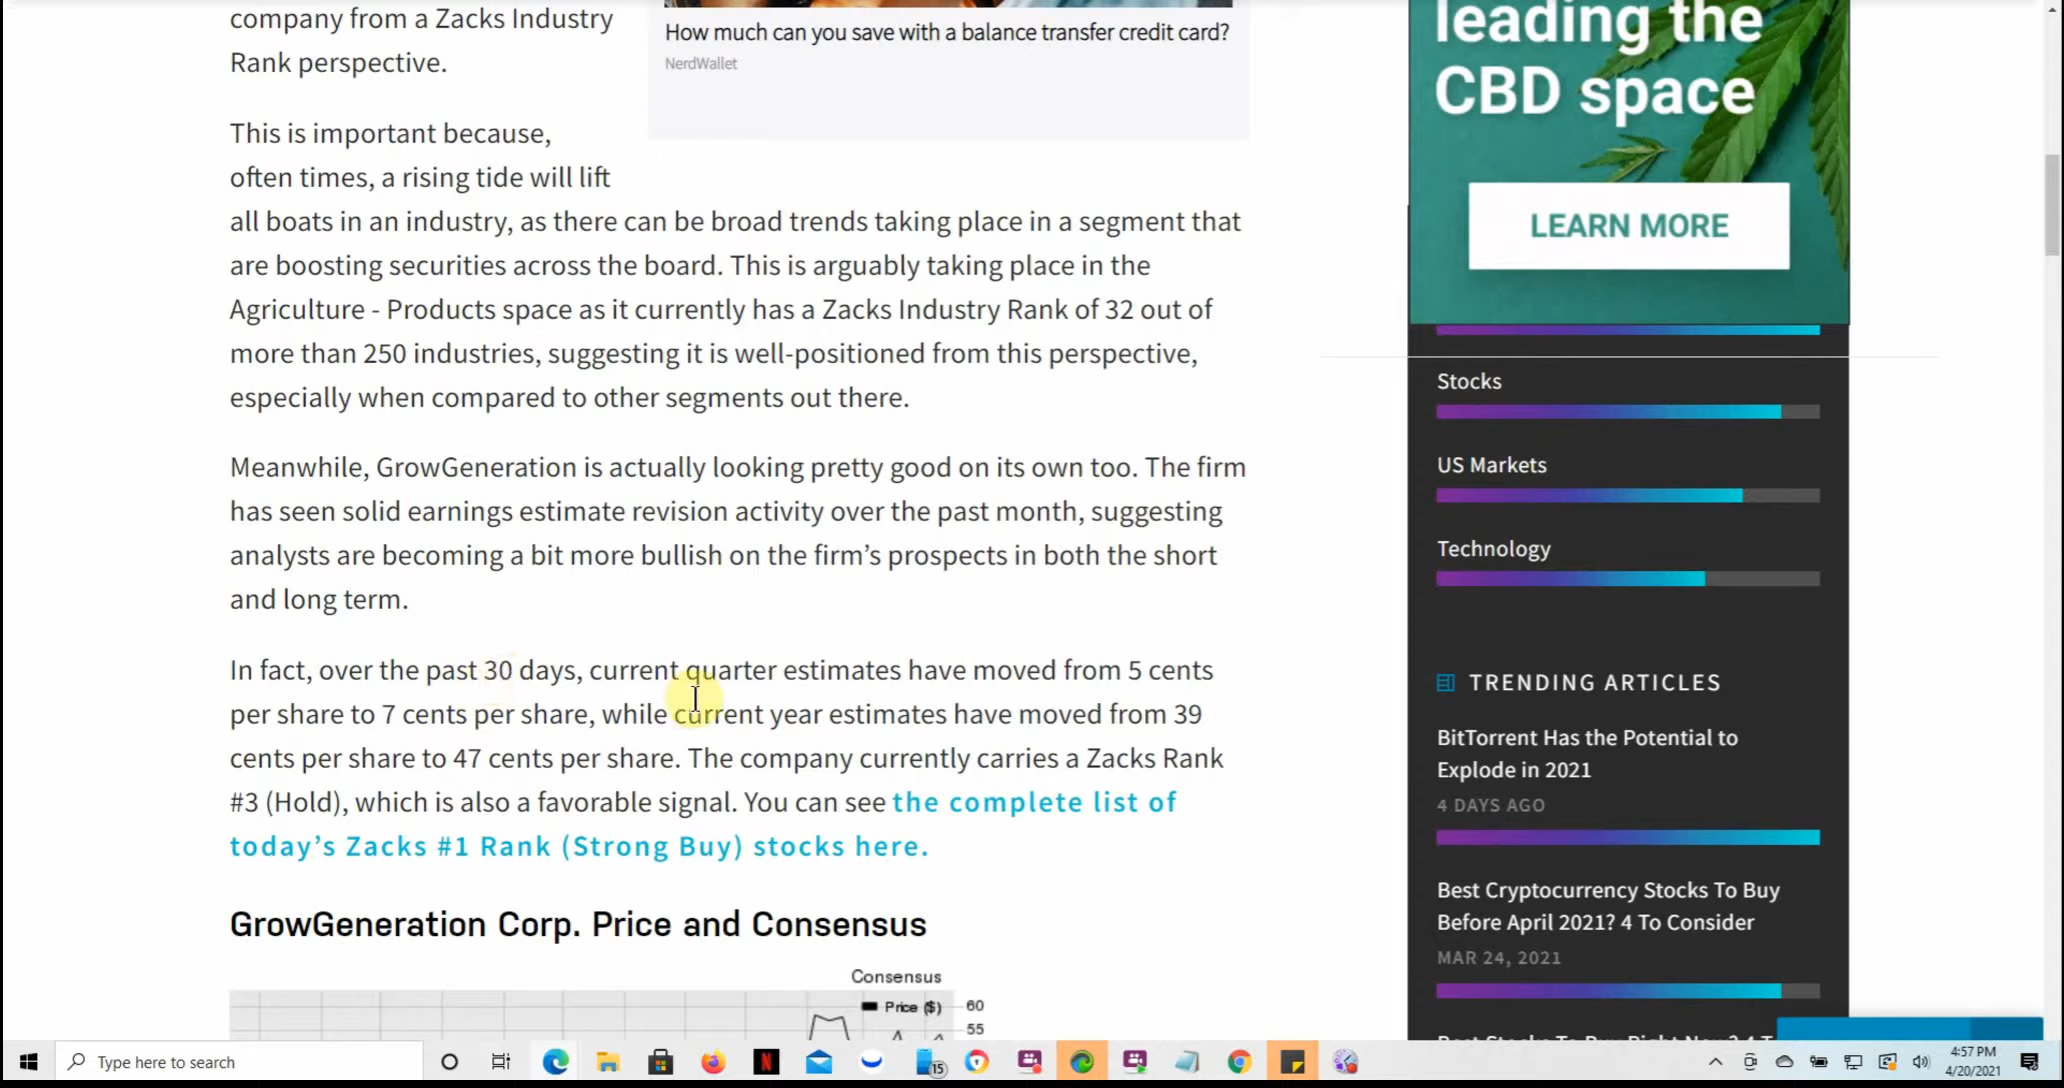 company from a Zacks Industry
Rank perspective.
How much can you save with a balance transfer credit card?
NerdWallet
This is important because,
often times, a rising tide will lift
all boats in an industry, as there can be broad trends taking place in a segment that
are boosting securities across the board. This is arguably taking place in the
Agriculture - Products space as it currently has a Zacks Industry Rank of 32 out of
more than 250 industries, suggesting it is well-positioned from this perspective,
especially when compared to other segments out there.
Meanwhile, GrowGeneration is actually looking pretty good on its own too. The firm
has seen solid earnings estimate revision activity over the past month, suggesting
analysts are becoming a bit more bullish on the firm’s prospects in both the short
and long term.
In fact, over the past 30 days, current quarter estimates have moved from 5 cents
per share to 7 cents per share, while current year estimates have moved from 39
cents per share to 47 cents per share. The company currently carries a Zacks Rank
#3 (Hold), which is also a favorable signal. You can see the complete list of
today’s Zacks #1 Rank (Strong Buy) stocks here.
GrowGeneration Corp. Price and Consensus
Consensus
Price ($)
60
55
leading the
CBD space
LEARN MORE
Stocks
US Markets
Technology
TRENDING ARTICLES
BitTorrent Has the Potential to
Explode in 2021
4 DAYS AGO
Best Cryptocurrency Stocks To Buy
Before April 2021? 4 To Consider
MAR 24, 2021
Best Stocks To Buy Right Now? 4 T
Type here to search
15
4:57 PM
4/20/2021